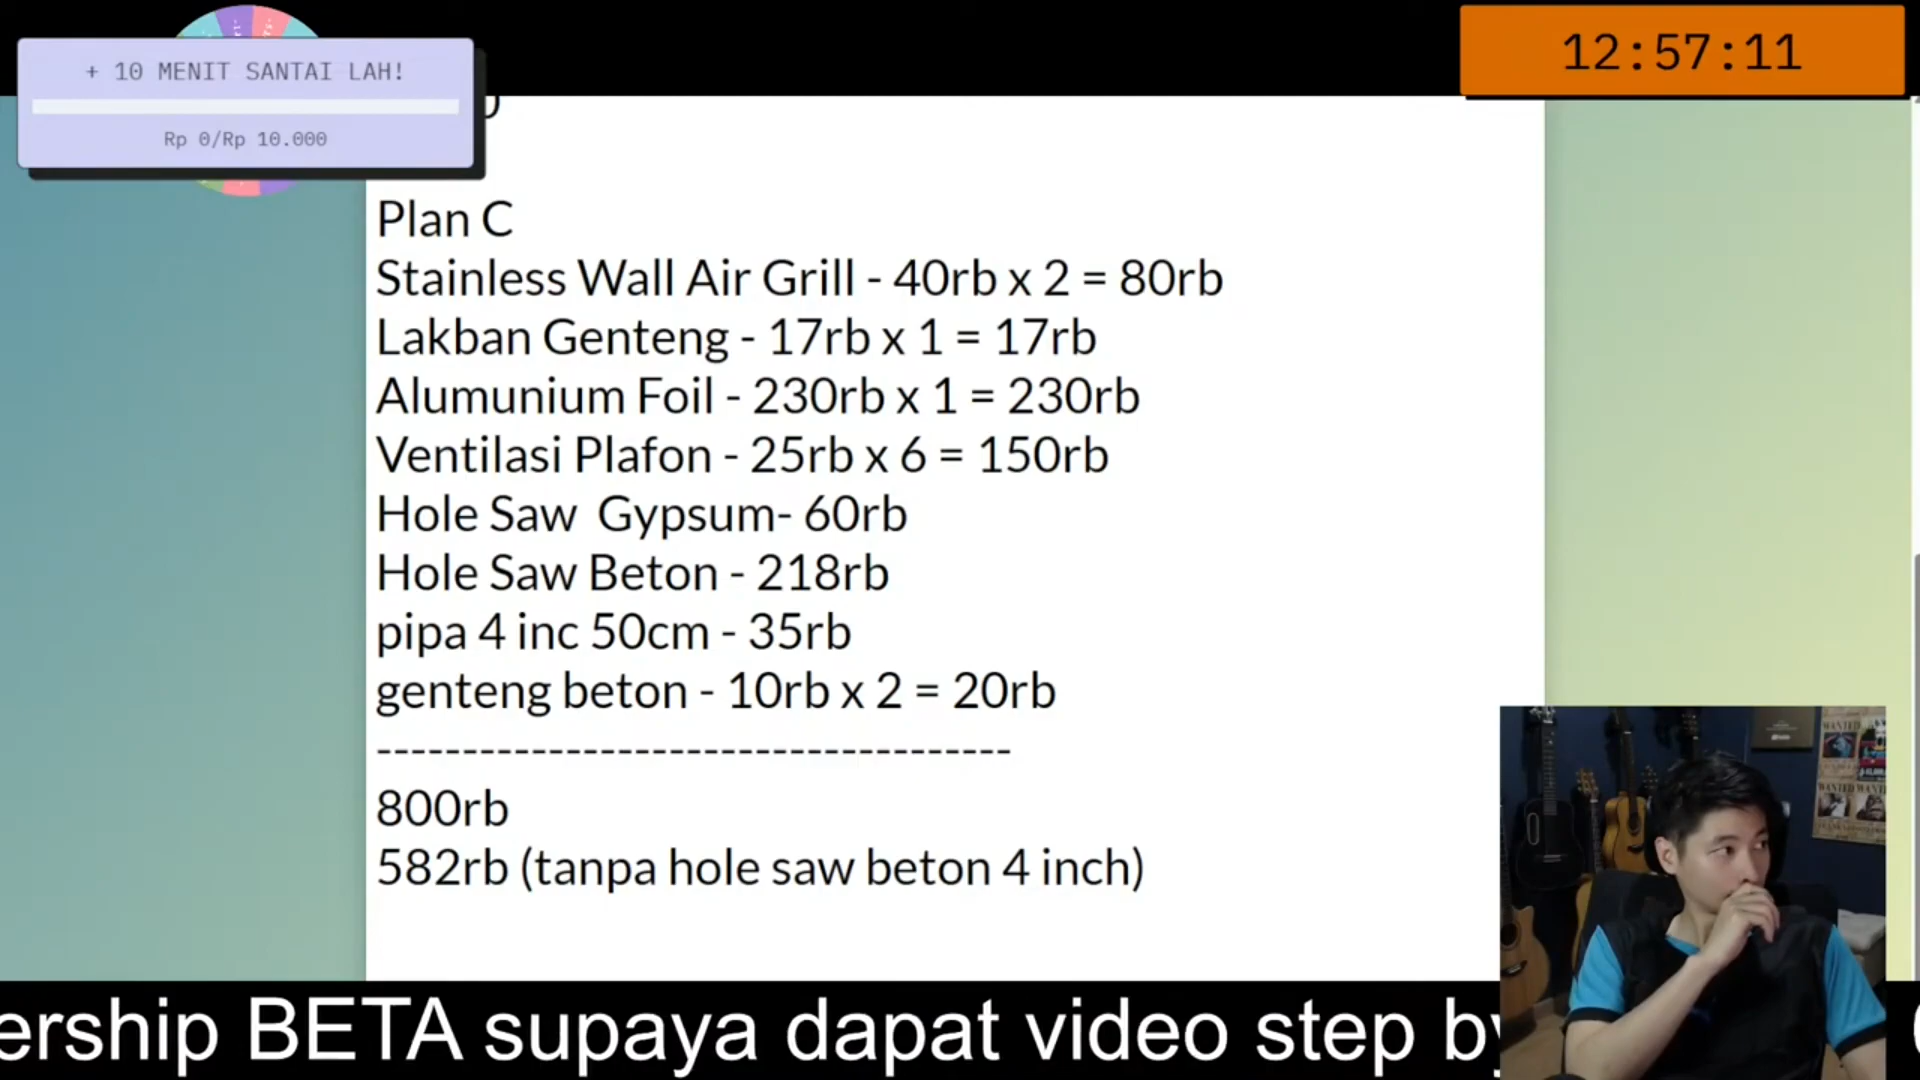 + 10 MENIT SANTAI LAH!
Rp 0/Rp 10.000
12:57:11
Plan C
Stainless Wall Air Grill - 40rb x 2 = 80rb
Lakban Genteng - 17rb x 1 = 17rb
Alumunium Foil - 230rb x 1 = 230rb
Ventilasi Plafon - 25rb x 6 = 150rb
Hole Saw  Gypsum- 60rb
Hole Saw Beton - 218rb
pipa 4 inc 50cm - 35rb
genteng beton - 10rb x 2 = 20rb
-----------------------------------
800rb
582rb (tanpa hole saw beton 4 inch)
WANTED
WANTED WANTED
ership BETA supaya dapat video step by